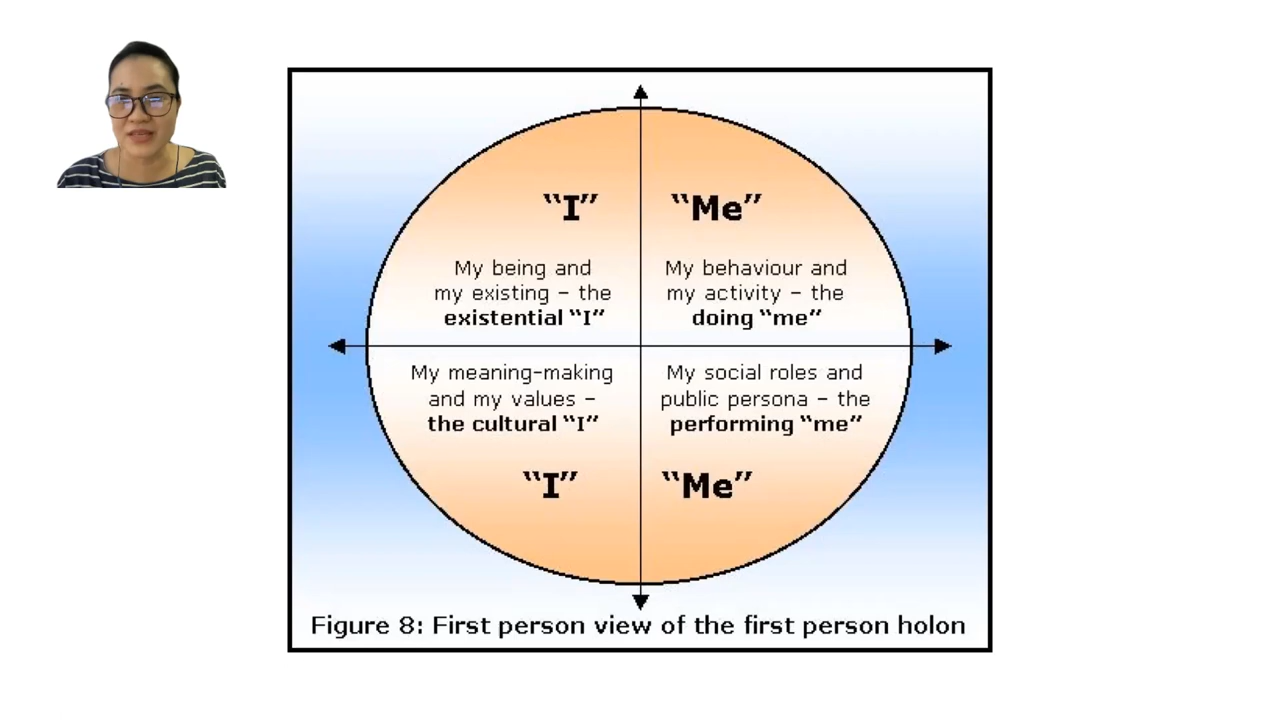 “I”
“Me”
My being and
my existing – the
existential “I”
My behaviour and
my activity – the
doing “me”
My meaning-making
and my values –
the cultural “I”
My social roles and
public persona – the
performing “me”
“I”
“Me”
Figure 8: First person view of the first person holon